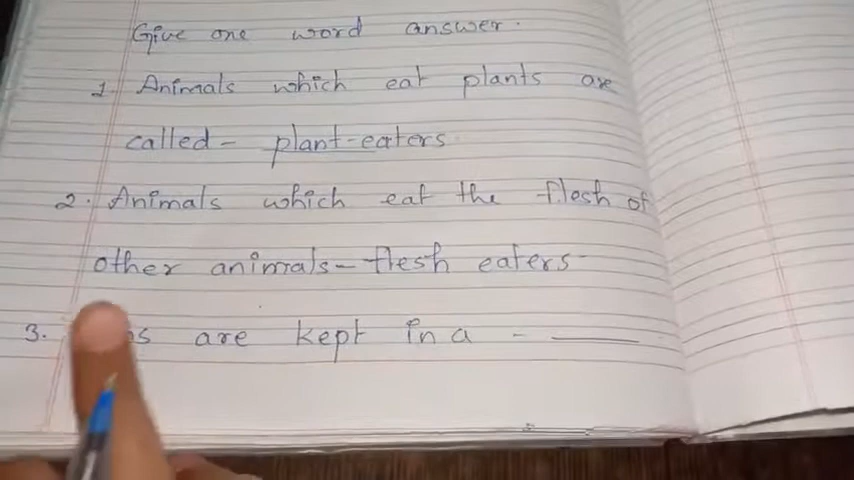 Give one word answer.
1 Animals which eat plants are
called - plant-eaters
2. Animals which eat the flesh of
other animals - flesh eaters
3. are kept in a - ______